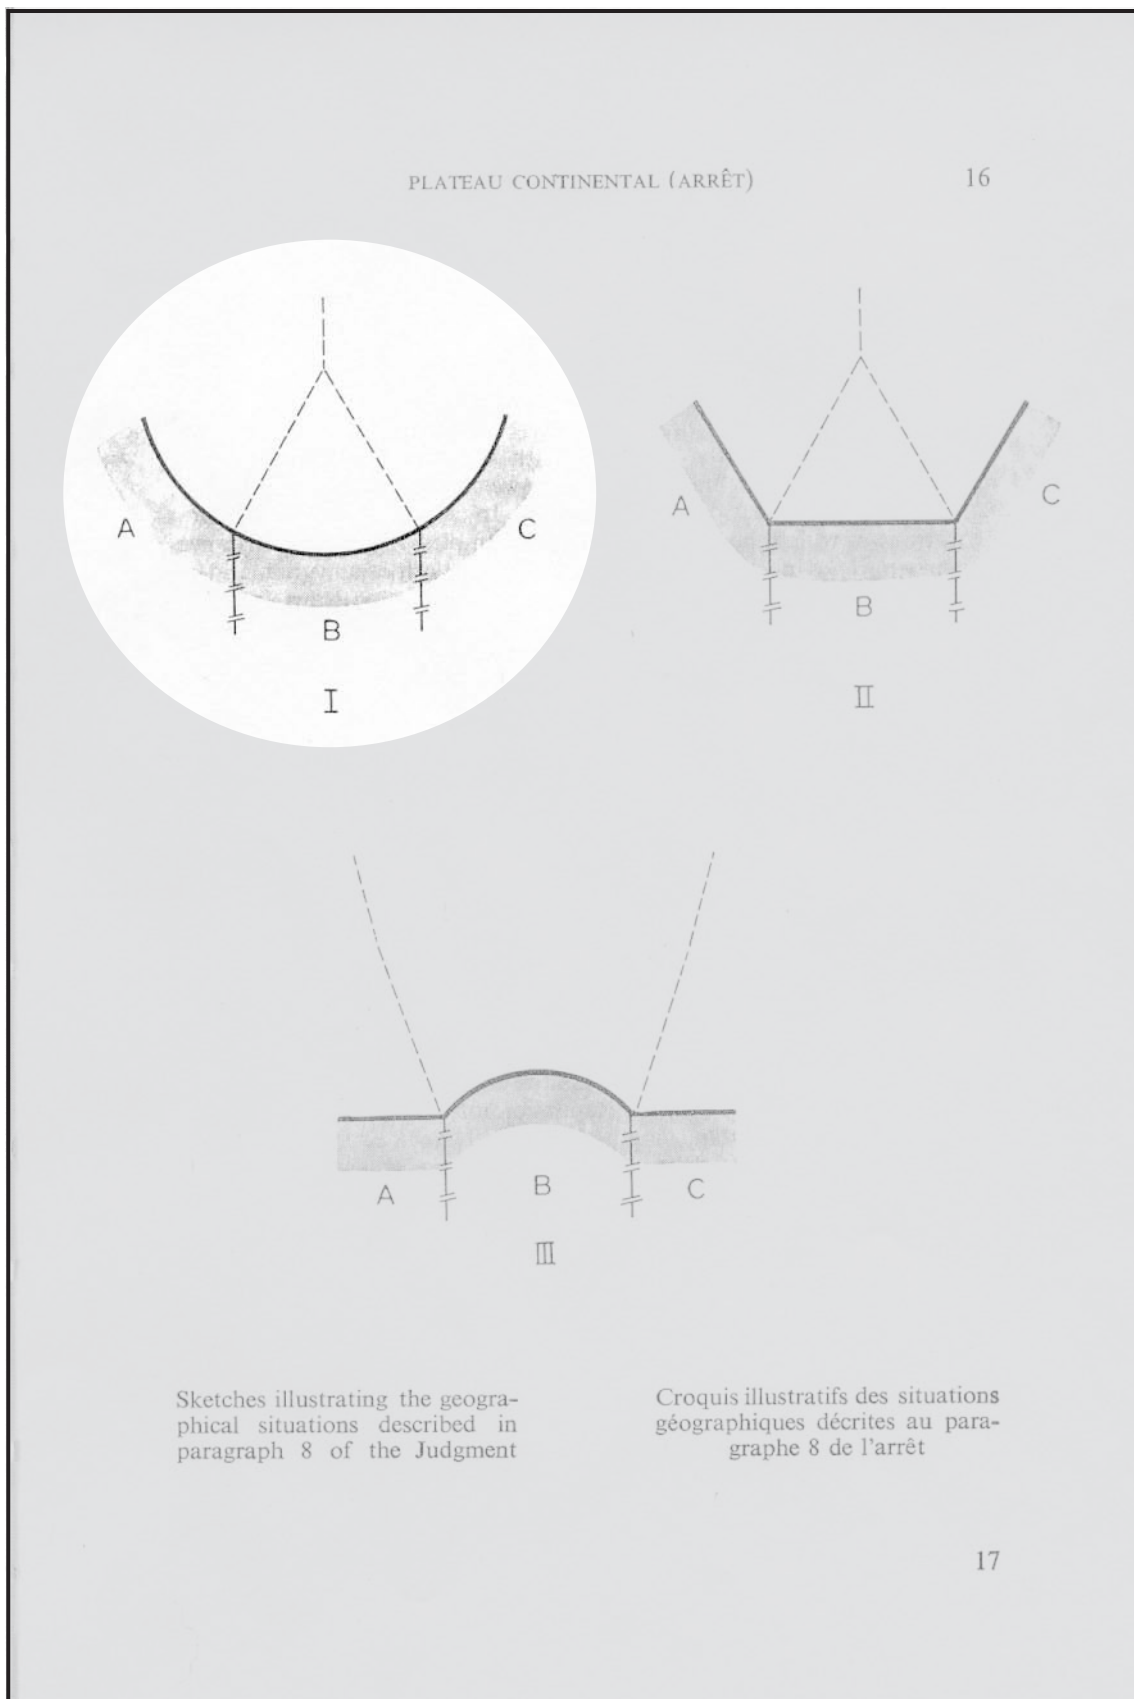 PLATEAU CONTINENTAL (ARRÊT) 16
A
B
C
I
A
B
C
II
A
B
C
III
Sketches illustrating the geogra-
phical situations described in
paragraph 8 of the Judgment
Croquis illustratifs des situations
géographiques décrites au para-
graphe 8 de l'arrêt
17